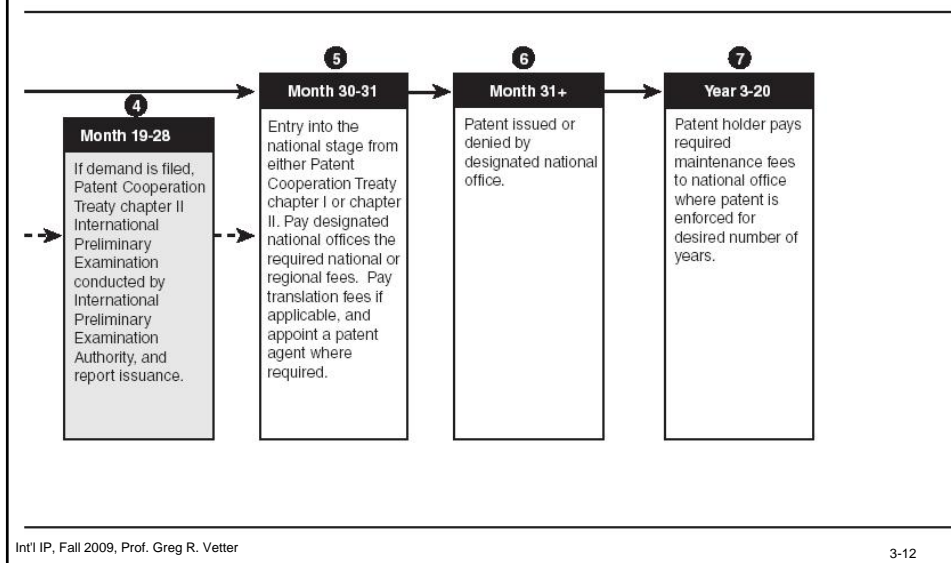 4
Month 19-28
If demand is filed,
Patent Cooperation
Treaty chapter II
International
Preliminary
Examination
conducted by
International
Preliminary
Examination
Authority, and
report issuance.
5
Month 30-31
Entry into the
national stage from
either Patent
Cooperation Treaty
chapter I or chapter
II. Pay designated
national offices the
required national or
regional fees. Pay
translation fees if
applicable, and
appoint a patent
agent where
required.
6
Month 31+
Patent issued or
denied by
designated national
office.
7
Year 3-20
Patent holder pays
required
maintenance fees
to national office
where patent is
enforced for
desired number of
years.
Int'l IP, Fall 2009, Prof. Greg R. Vetter
3-12